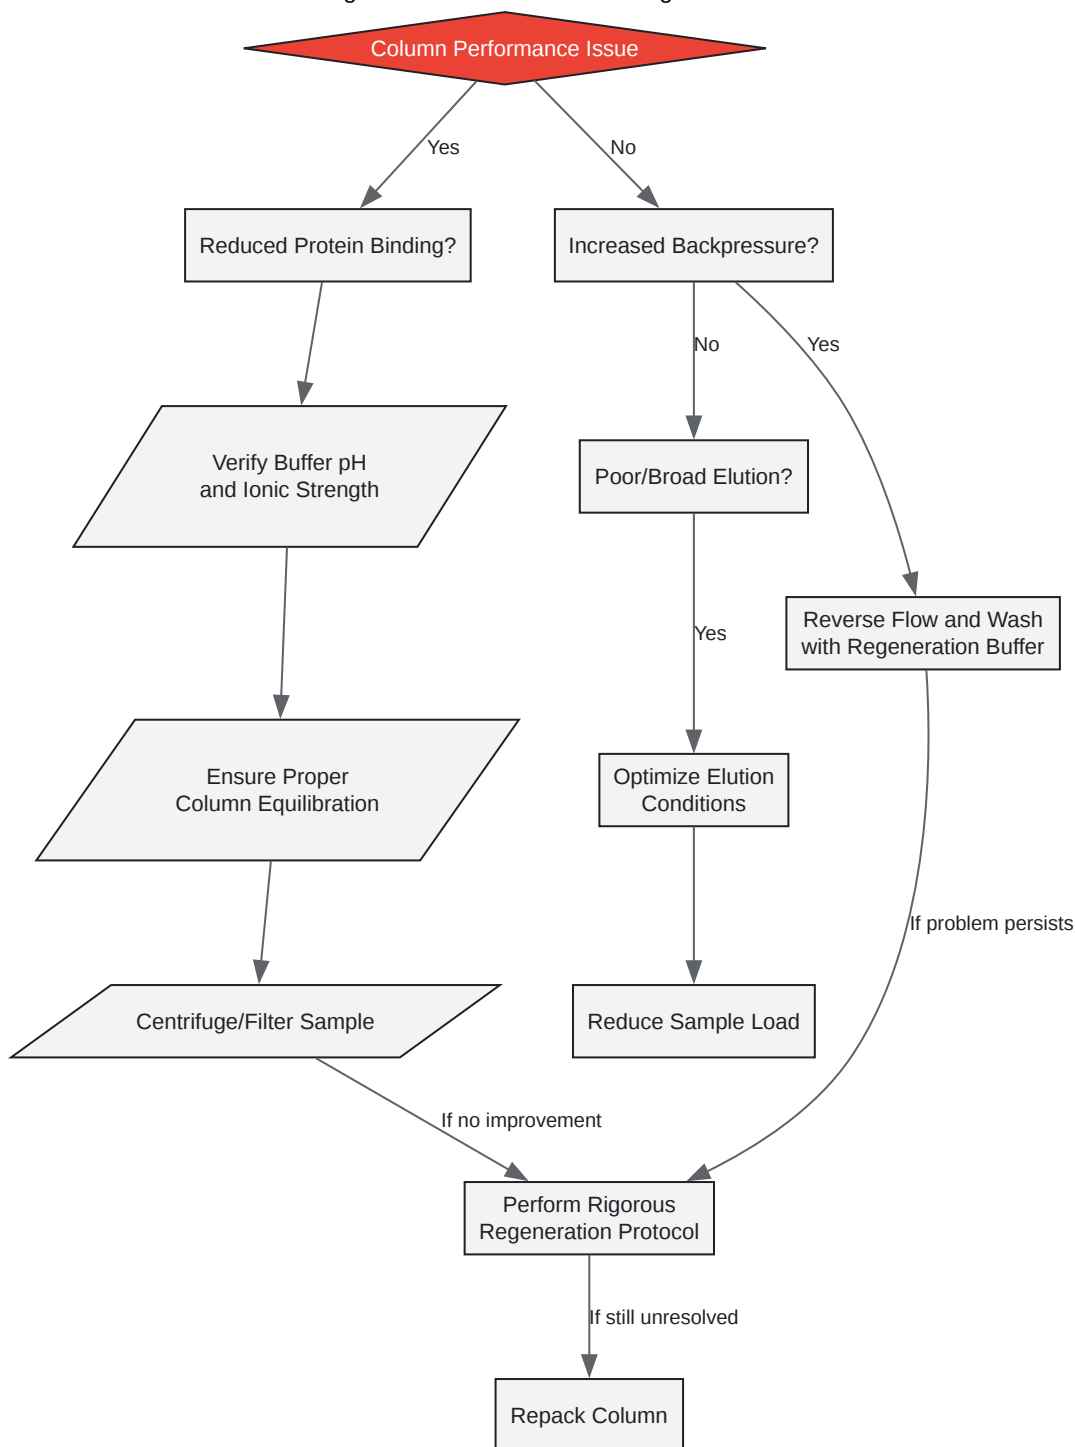 Column Performance Issue
Yes
No
Reduced Protein Binding?
Increased Backpressure?
No
Yes
Verify Buffer pH
and Ionic Strength
Poor/Broad Elution?
Yes
Reverse Flow and Wash
with Regeneration Buffer
Ensure Proper
Column Equilibration
Optimize Elution
Conditions
If problem persists
Centrifuge/Filter Sample
Reduce Sample Load
If no improvement
Perform Rigorous
Regeneration Protocol
If still unresolved
Repack Column